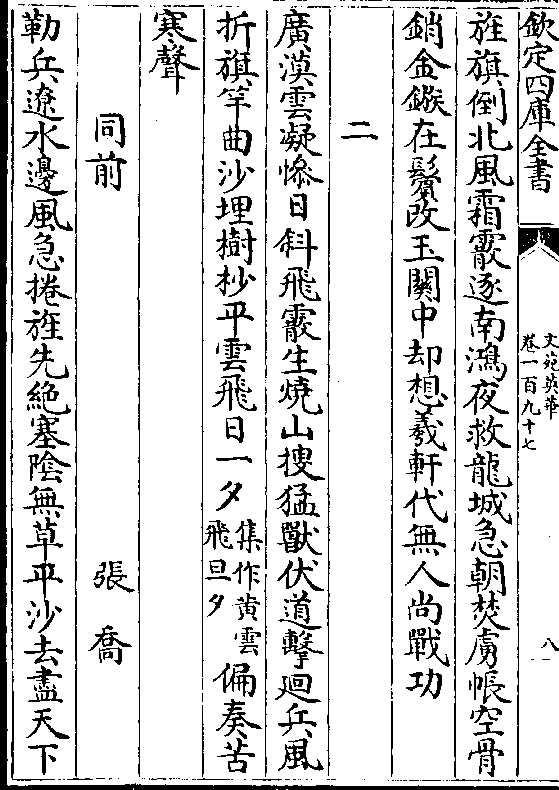 欽定四庫全書
文苑英華
卷一百九十七
八
旌旗倒北風霜霰逐南鴻夜救龍城急朝焚虜帳空骨
銷金鏃在鬢改玉關中却想羲軒代無人尚戰功
二
廣漠雲凝慘日斜飛霰生燒山搜猛獸伏道擊迴兵風
折旗竿曲沙埋樹杪平雲飛日一夕集作黄雲飛旦夕偏奏苦
寒聲
同前
張喬
勒兵遼水邊風急捲旌先絶塞陰無草平沙去盡天下